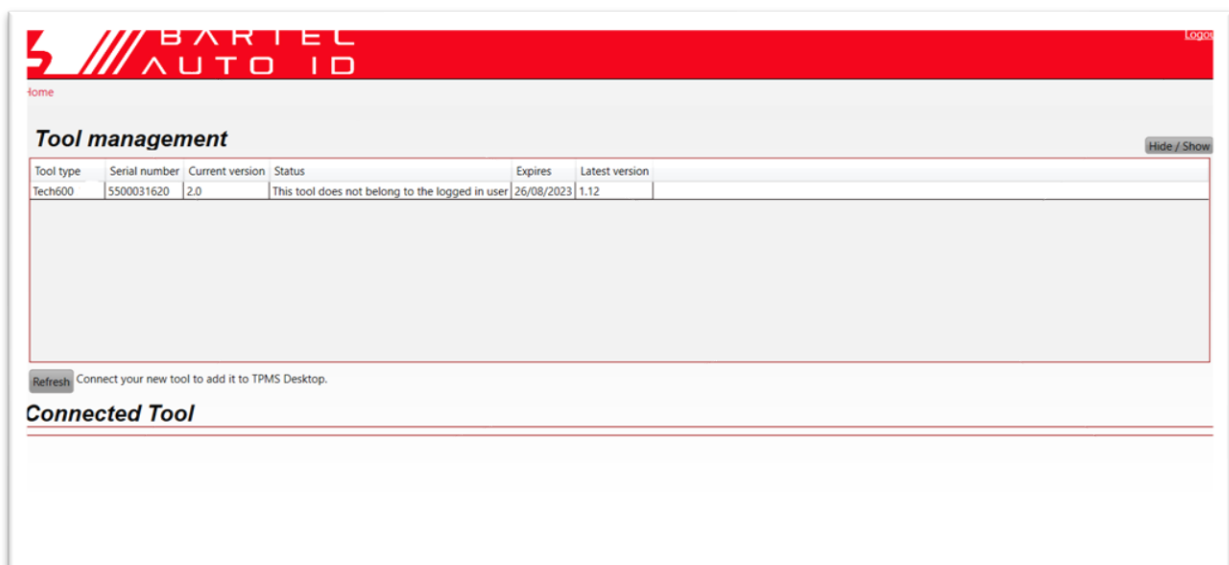 BARTEL
AUTO ID
Home
Tool management
Hide / Show
Tool type Serial number Current version Status Expires Latest version
Tech600 5500031620 2.0 This tool does not belong to the logged in user 26/08/2023 1.12
Refresh Connect your new tool to add it to TPMS Desktop.
Connected Tool